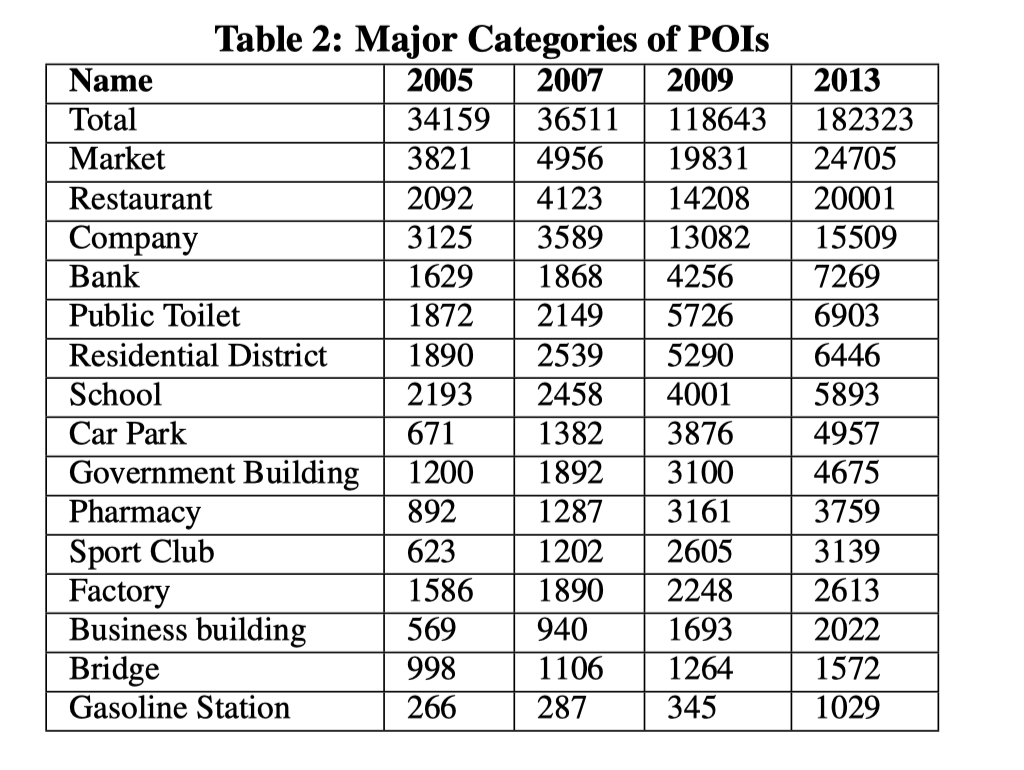 Table 2: Major Categories of POIs
Name 2005 2007 2009 2013
Total 34159 36511 118643 182323
Market 3821 4956 19831 24705
Restaurant 2092 4123 14208 20001
Company 3125 3589 13082 15509
Bank 1629 1868 4256 7269
Public Toilet 1872 2149 5726 6903
Residential District 1890 2539 5290 6446
School 2193 2458 4001 5893
Car Park 671 1382 3876 4957
Government Building 1200 1892 3100 4675
Pharmacy 892 1287 3161 3759
Sport Club 623 1202 2605 3139
Factory 1586 1890 2248 2613
Business building 569 940 1693 2022
Bridge 998 1106 1264 1572
Gasoline Station 266 287 345 1029